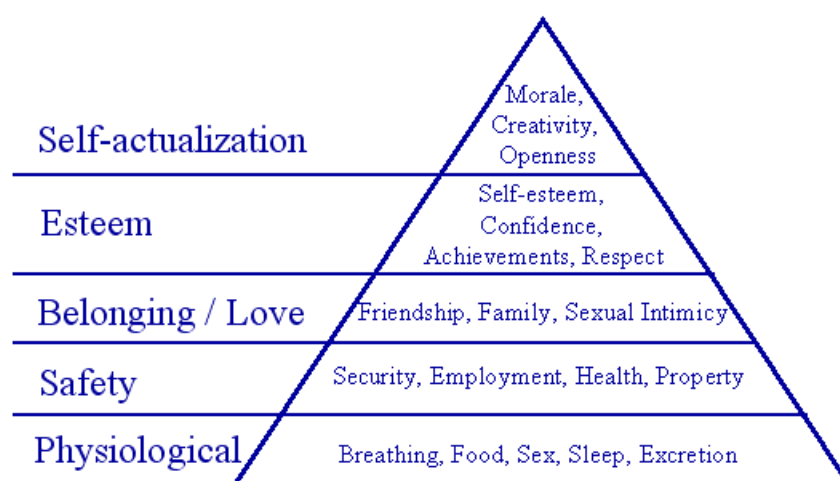 Morale,
Creativity,
Self-actualization
Openness
Self-esteem,
Esteem
Confidence,
Achievements, Respect
Belonging / Love
Friendship, Family, Sexual Intimicy
Safety
Security, Employment, Health, Property
Physiological
Breathing, Food, Sex, Sleep, Excretion